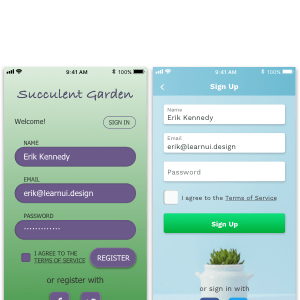 9:41 AM
100%
Succulent Garden
Welcome!
SIGN IN
NAME
Erik Kennedy
EMAIL
erik@learnui.design
PASSWORD
I AGREE TO THE
TERMS OF SERVICE
REGISTER
or register with
9:41 AM
100%
Sign Up
Name
Erik Kennedy
Email
erik@learnui.design
Password
I agree to the Terms of Service
Sign Up
or sign in with